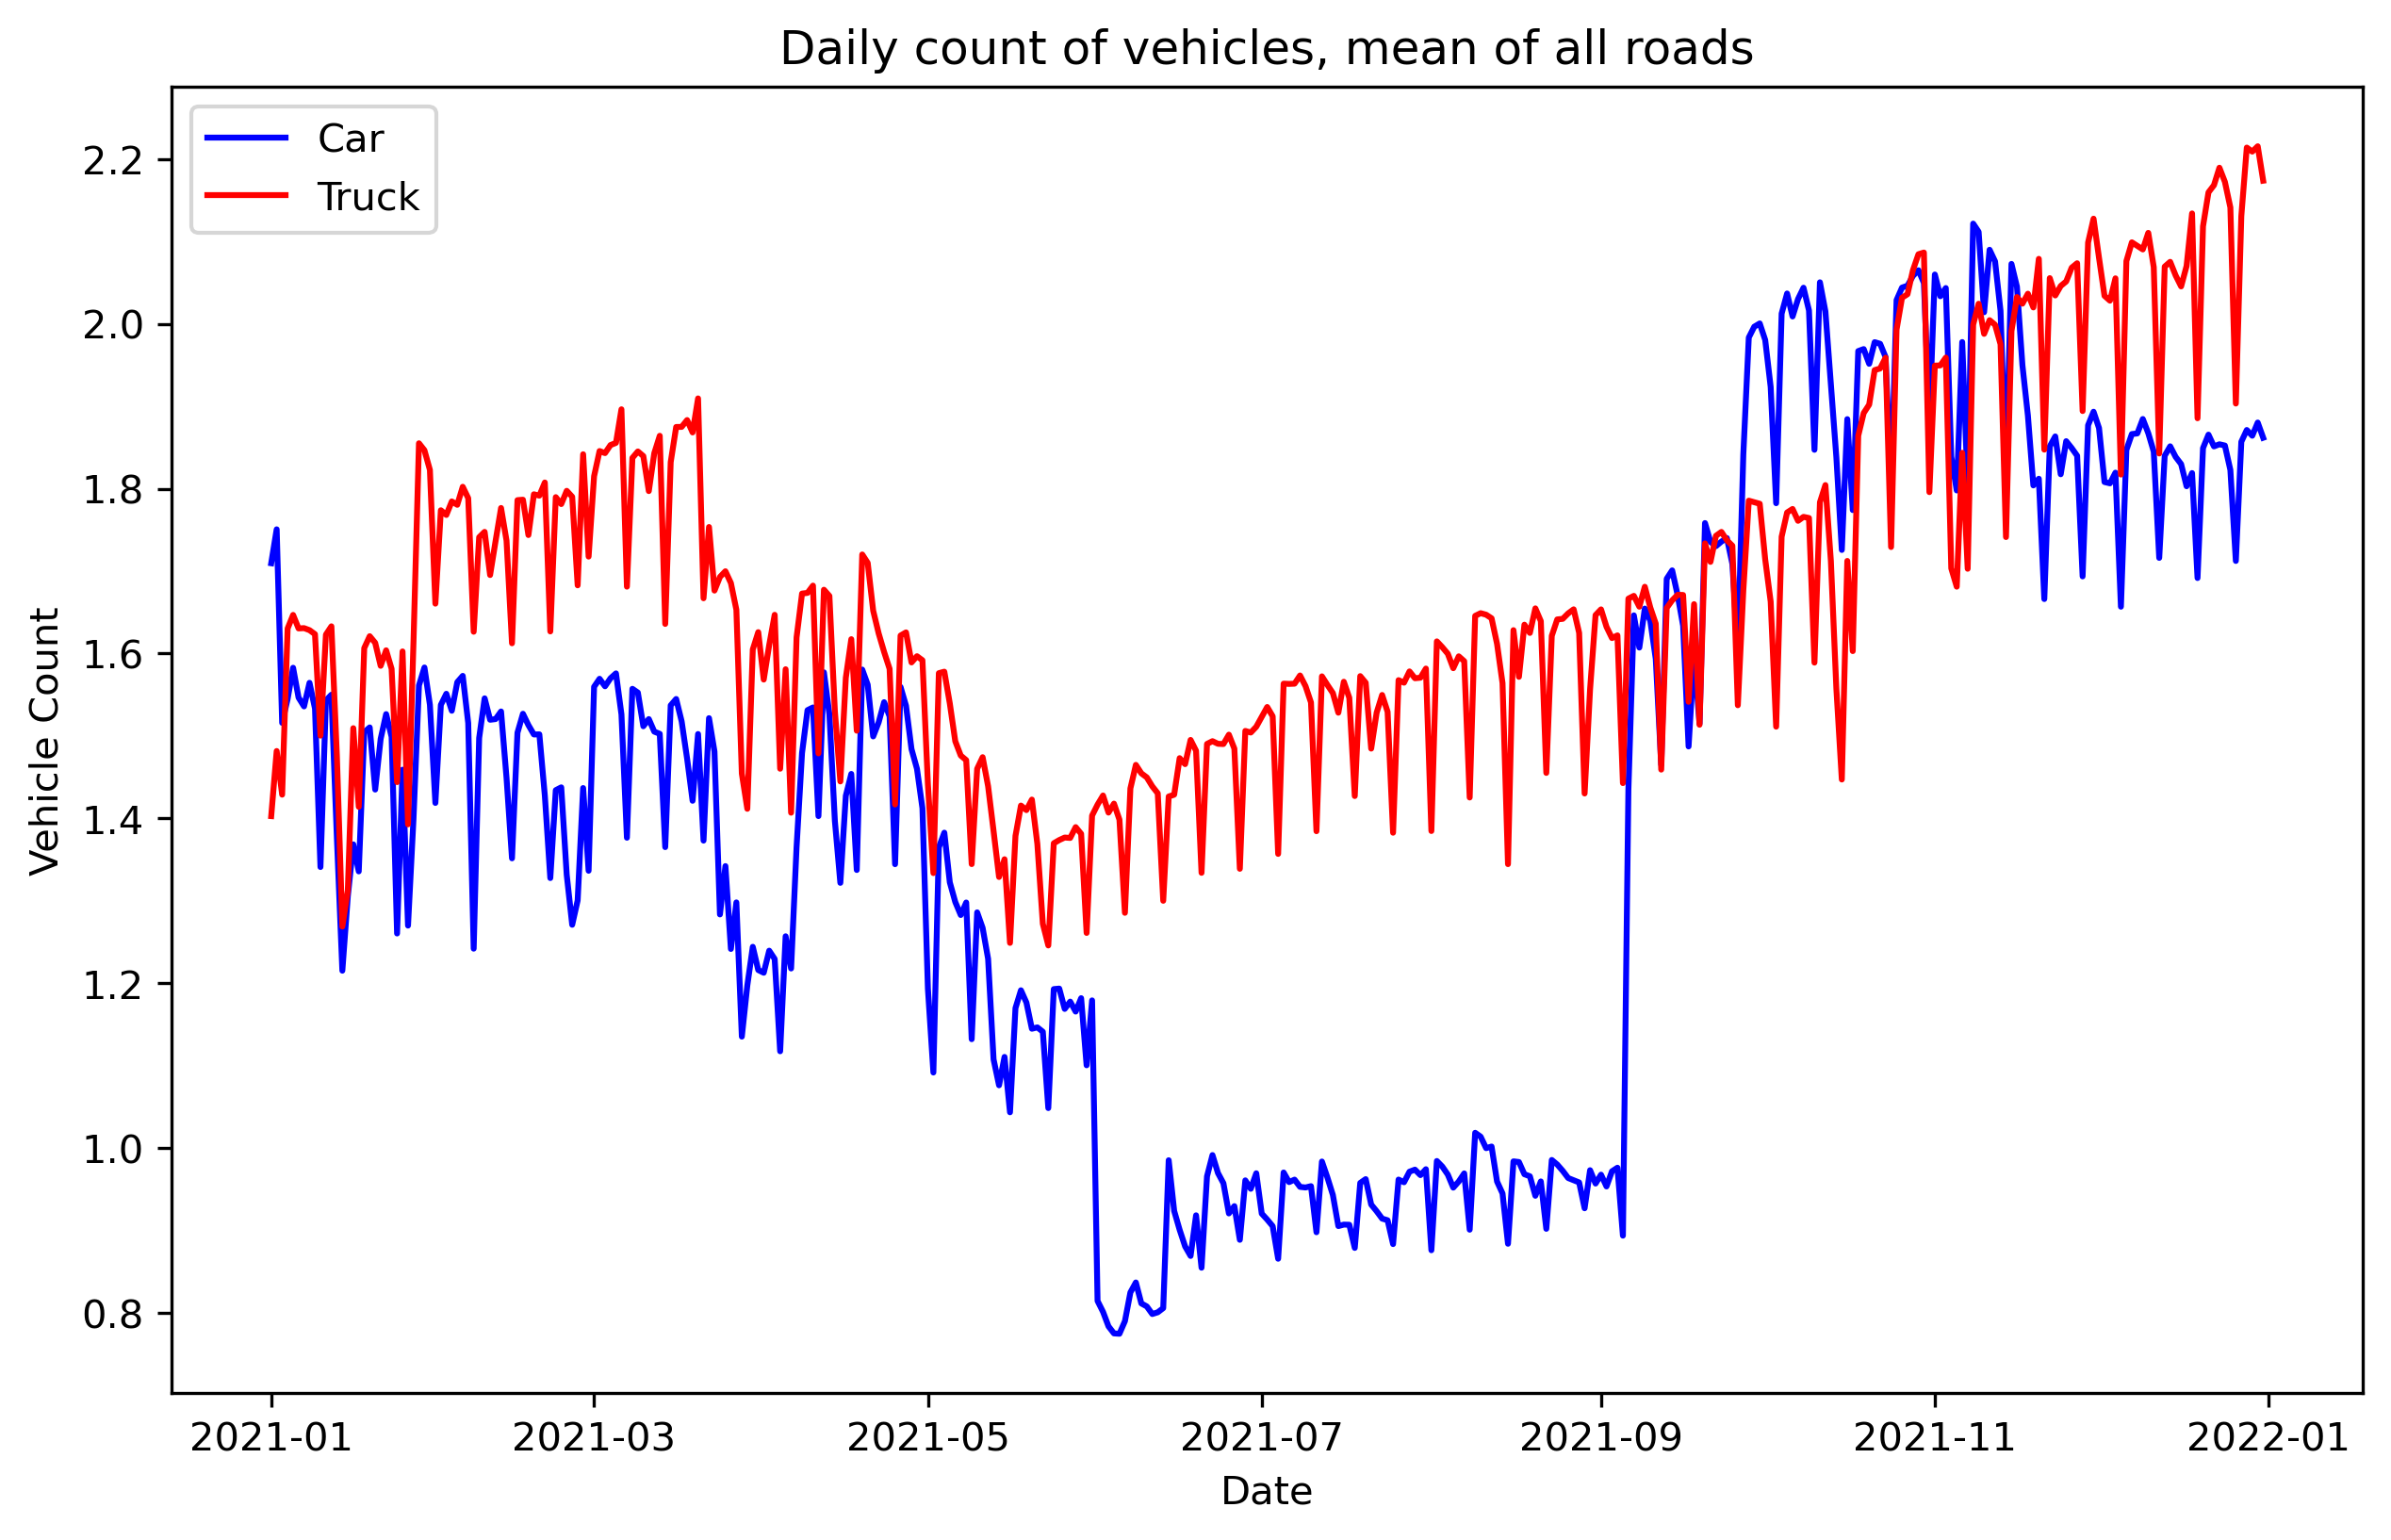 Daily count of vehicles, mean of all roads
Car
Truck
2.2
2.0
1.8
1.6
1.4
1.2
1.0
0.8
Vehicle Count
2021-01 2021-03 2021-05 2021-07 2021-09 2021-11 2022-01
Date